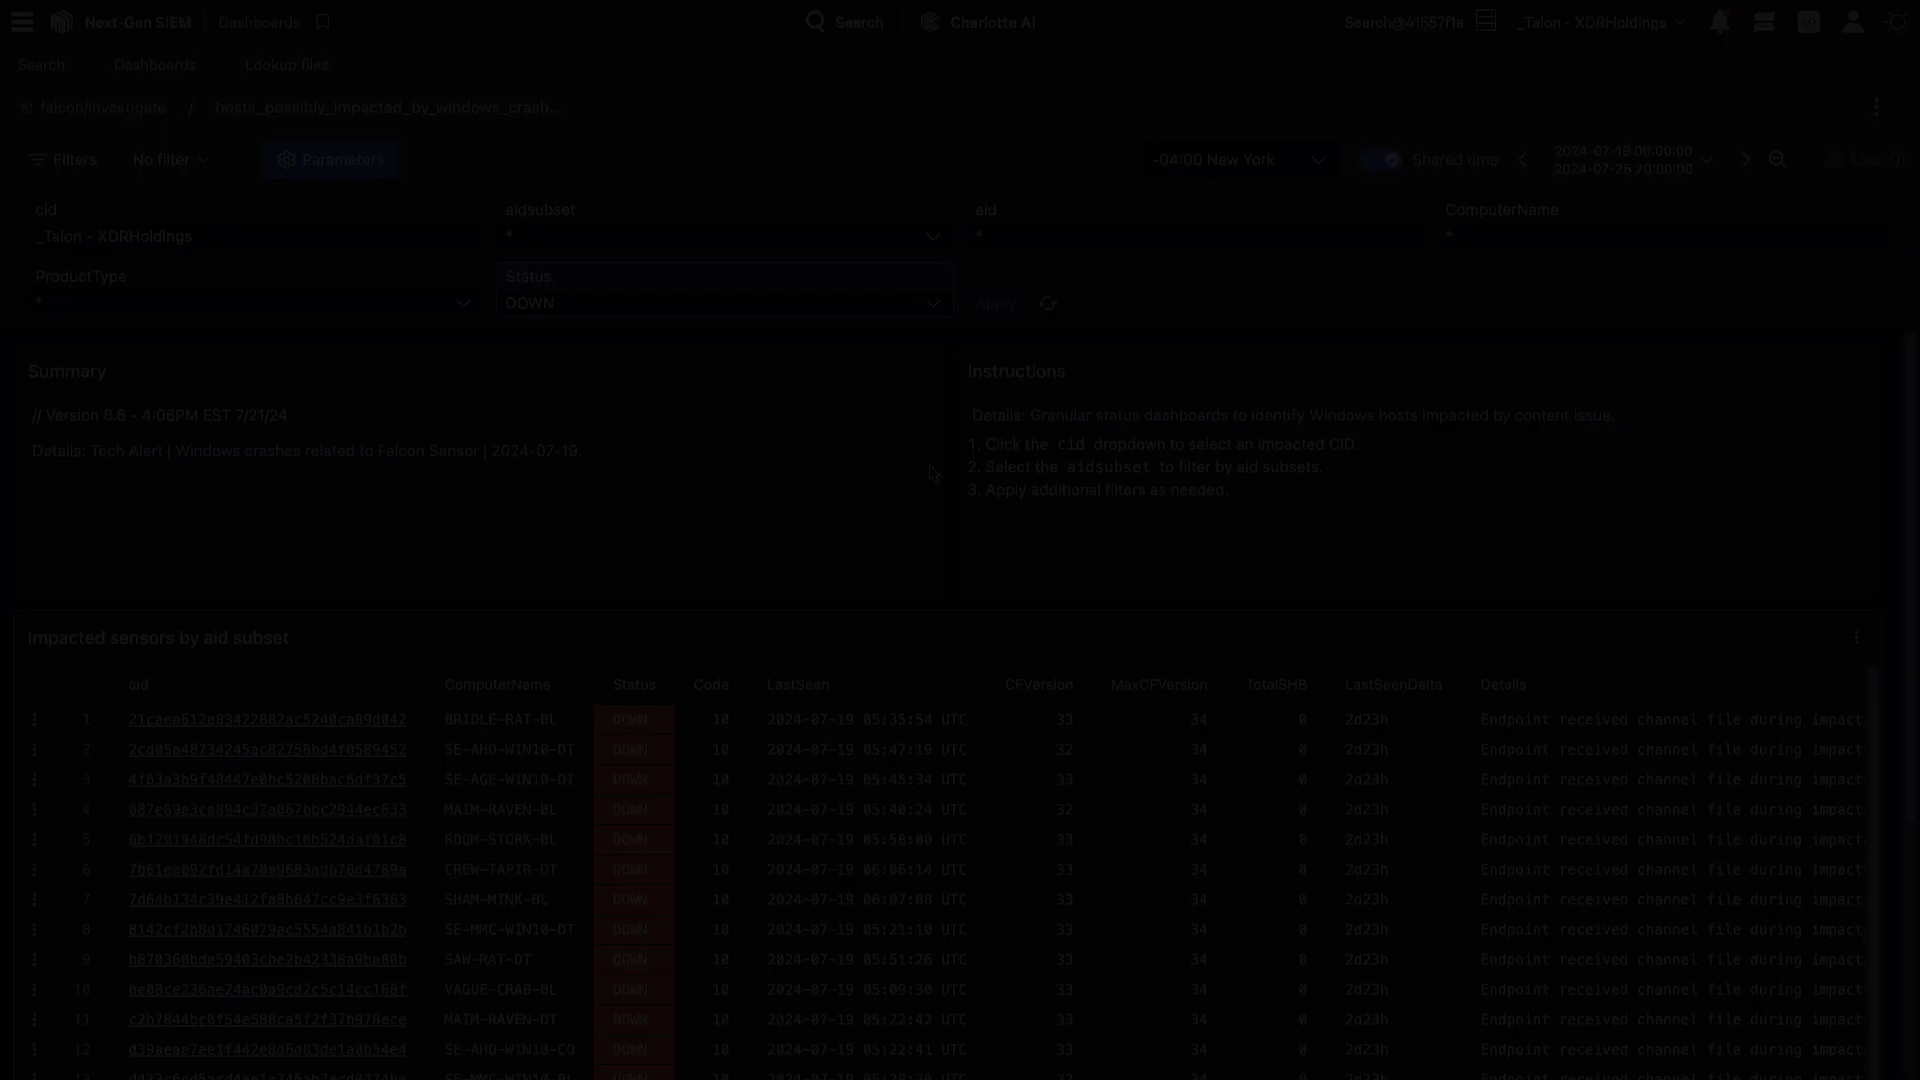 Next-Gen SIEM Dashboards Search Charlotte AI Search@41557f1a _Talon - XDRHoldings
Search Dashboards Lookup files
falcon/investigate / hosts_possibly_impacted_by_windows_crash...
Filters No filter Parameters -04:00 New York Shared time 2024-07-19 00:00:00
2024-07-25 20:00:00
cid aidsubset aid ComputerName
_Talon - XDRHoldings * * *
ProductType Status
* DOWN Apply
Summary Instructions
// Version 8.6 - 4:06PM EST 7/21/24 Details: Granular status dashboards to identify Windows hosts impacted by content issue.
1. Click the cid dropdown to select an impacted CID.
Details: Tech Alert | Windows crashes related to Falcon Sensor | 2024-07-19.
2. Select the aidsubset to filter by aid subsets.
3. Apply additional filters as needed.
Impacted sensors by aid subset
aid ComputerName Status Code LastSeen CFVersion MaxCFVersion TotalSHB LastSeenDelta Details
1 BRIDLE-RAT-BL DOWN 10 2024-07-19 05:35:54 UTC 33 34 0 2d23h Endpoint received channel file during impact
2 SE-AHO-WIN10-DT DOWN 10 2024-07-19 05:47:19 UTC 32 34 0 2d23h Endpoint received channel file during impact
3 SE-AGE-WIN10-DT DOWN 10 2024-07-19 05:45:34 UTC 33 34 0 2d23h Endpoint received channel file during impact
4 MAIM-RAVEN-BL DOWN 10 2024-07-19 05:40:24 UTC 32 34 0 2d23h Endpoint received channel file during impact
5 ROOM-STORK-BL DOWN 10 2024-07-19 05:58:00 UTC 33 34 0 2d23h Endpoint received channel file during impact
6 CREW-TAPIR-DT DOWN 10 2024-07-19 06:06:14 UTC 33 34 0 2d23h Endpoint received channel file during impact
7 SHAM-MINK-BL DOWN 10 2024-07-19 06:07:08 UTC 33 34 0 2d23h Endpoint received channel file during impact
8 SE-MMC-WIN10-DT DOWN 10 2024-07-19 05:21:10 UTC 33 34 0 2d23h Endpoint received channel file during impact
9 SAW-RAT-DT DOWN 10 2024-07-19 05:51:26 UTC 33 34 0 2d23h Endpoint received channel file during impact
10 VAGUE-CRAB-BL DOWN 10 2024-07-19 05:09:30 UTC 33 34 0 2d23h Endpoint received channel file during impact
11 MAIM-RAVEN-DT DOWN 10 2024-07-19 05:22:42 UTC 33 34 0 2d23h Endpoint received channel file during impact
12 SE-AHO-WIN10-CO DOWN 10 2024-07-19 05:22:41 UTC 33 34 0 2d23h Endpoint received channel file during impact